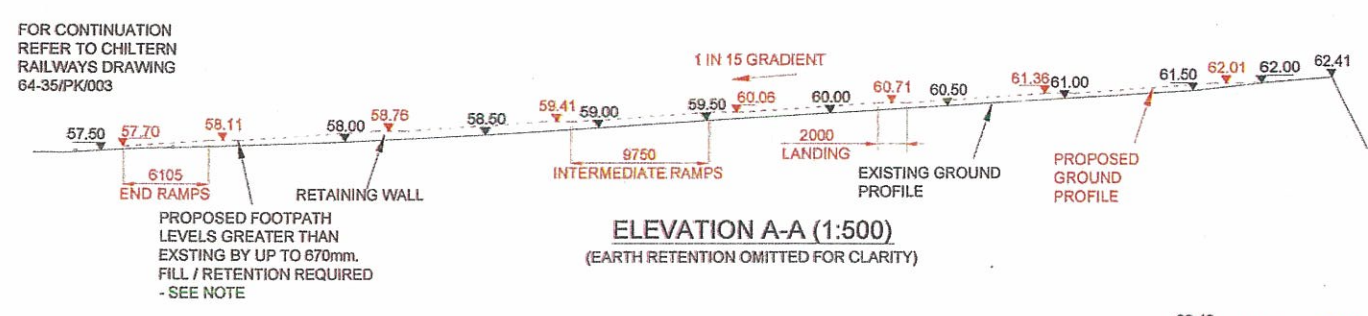 FOR CONTINUATION
REFER TO CHILTERN
RAILWAYS DRAWING
64-35/PK/003
1 IN 15 GRADIENT
57.50
57.70
58.11
58.00
58.76
58.50
59.41
59.00
59.50
60.06
60.00
60.71
60.50
61.36
61.00
61.50
62.01
62.00
62.41
6105
END RAMPS
RETAINING WALL
9750
INTERMEDIATE RAMPS
2000
LANDING
EXISTING GROUND
PROFILE
PROPOSED
GROUND
PROFILE
PROPOSED FOOTPATH
LEVELS GREATER THAN
EXSTING BY UP TO 670mm.
FILL / RETENTION REQUIRED
- SEE NOTE
ELEVATION A-A (1:500)
(EARTH RETENTION OMITTED FOR CLARITY)